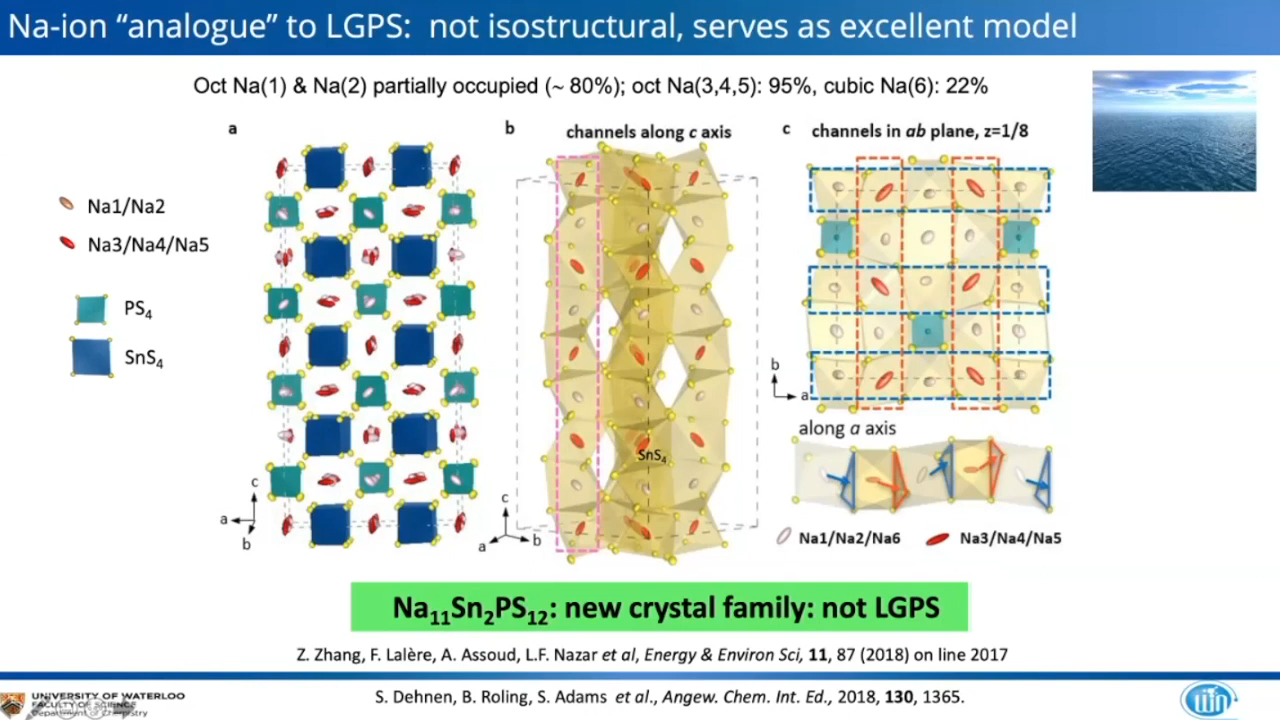 Na-ion “analogue” to LGPS: not isostructural, serves as excellent model
Oct Na(1) & Na(2) partially occupied (~ 80%); oct Na(3,4,5): 95%, cubic Na(6): 22%
a
b
channels along c axis
c
channels in ab plane, z=1/8
Na1/Na2
Na3/Na4/Na5
PS₄
SnS₄
SnS₄
b
a
along a axis
c
a
b
c
a
b
Na1/Na2/Na6
Na3/Na4/Na5
Na₁₁Sn₂PS₁₂: new crystal family: not LGPS
Z. Zhang, F. Lalère, A. Assoud, L.F. Nazar et al, Energy & Environ Sci, 11, 87 (2018) on line 2017
S. Dehnen, B. Roling, S. Adams et al., Angew. Chem. Int. Ed., 2018, 130, 1365.
UNIVERSITY OF WATERLOO
FACULTY OF SCIENCE
Department of Chemistry